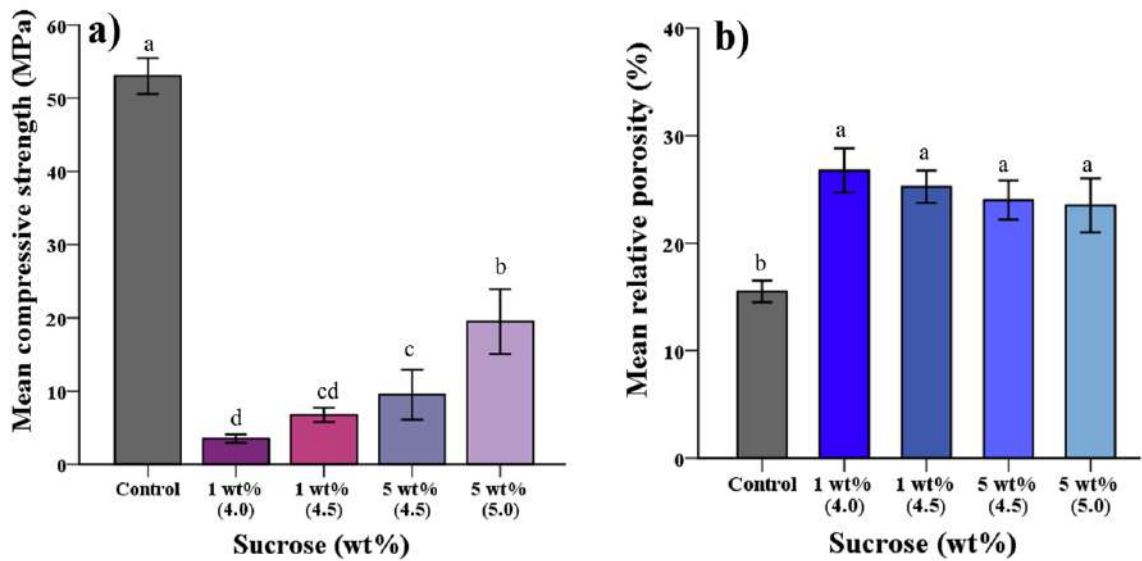 a)
Mean compressive strength (MPa)
60
50
40
30
20
10
0
a
d
cd
c
b
Control
1 wt%
(4.0)
1 wt%
(4.5)
5 wt%
(4.5)
5 wt%
(5.0)
Sucrose (wt%)
b)
Mean relative porosity (%)
40
30
20
10
0
b
a
a
a
a
Control
1 wt%
(4.0)
1 wt%
(4.5)
5 wt%
(4.5)
5 wt%
(5.0)
Sucrose (wt%)